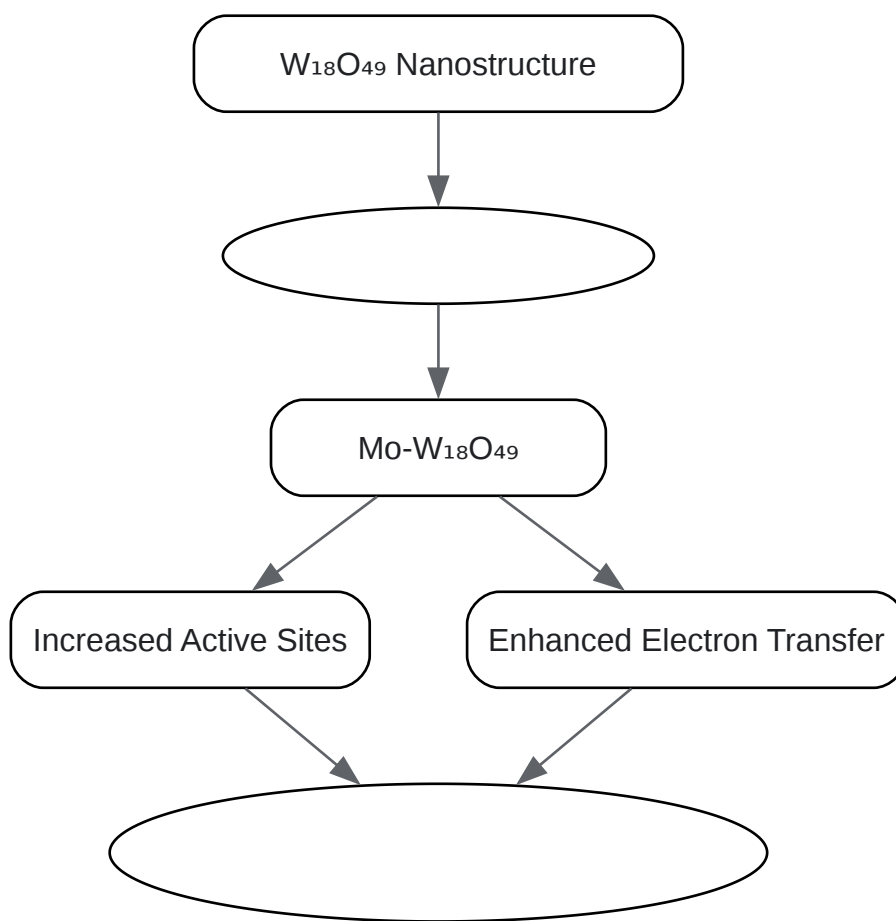 W₁₈O₄₉ Nanostructure
Mo-W₁₈O₄₉
Increased Active Sites
Enhanced Electron Transfer